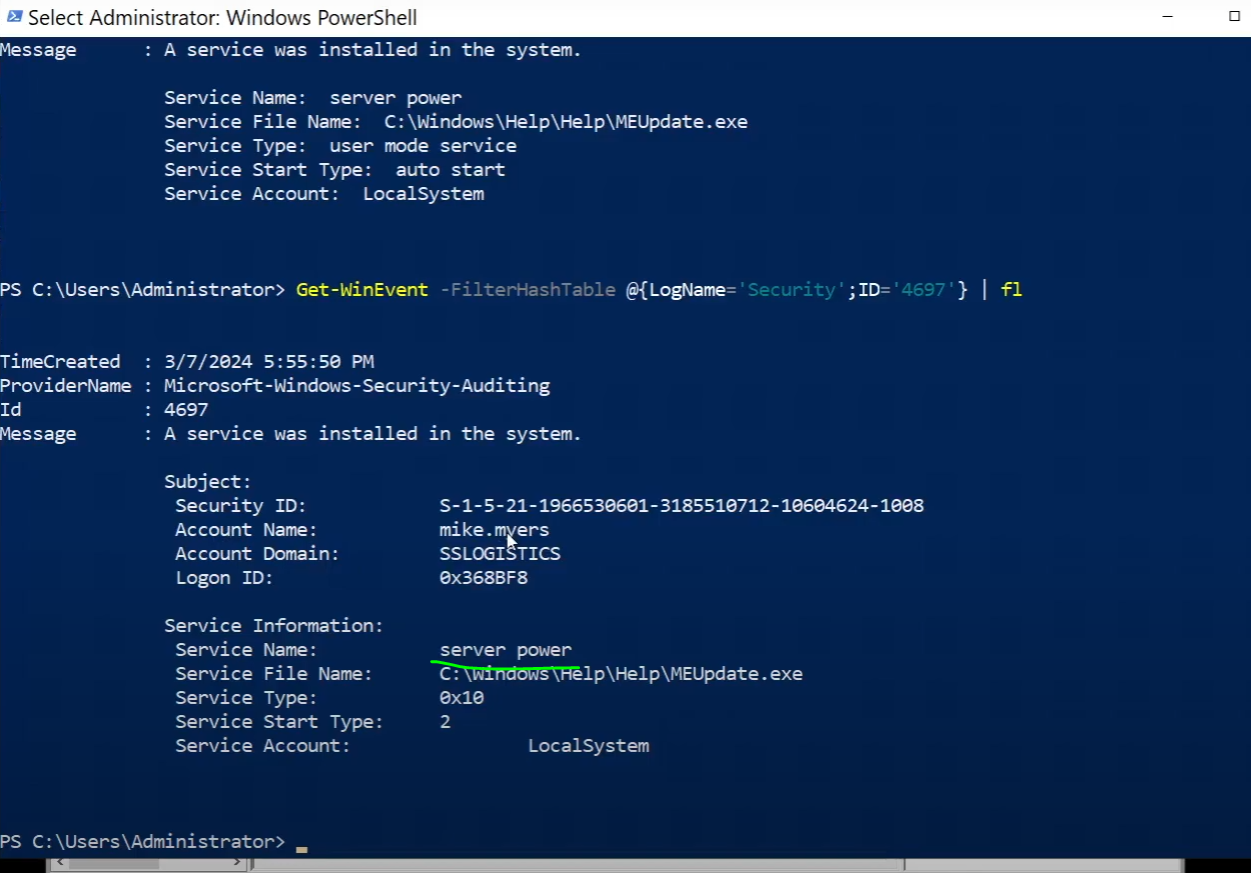 Select Administrator: Windows PowerShell
Message      : A service was installed in the system.
Service Name:  server power
Service File Name:  C:\Windows\Help\Help\MEUpdate.exe
Service Type:  user mode service
Service Start Type:  auto start
Service Account:  LocalSystem
PS C:\Users\Administrator> Get-WinEvent -FilterHashTable @{LogName='Security';ID='4697'} | fl
TimeCreated  : 3/7/2024 5:55:50 PM
ProviderName : Microsoft-Windows-Security-Auditing
Id           : 4697
Message      : A service was installed in the system.
Subject:
Security ID:            S-1-5-21-1966530601-3185510712-10604624-1008
Account Name:           mike.myers
Account Domain:         SSLOGISTICS
Logon ID:               0x368BF8
Service Information:
Service Name:           server power
Service File Name:      C:\Windows\Help\Help\MEUpdate.exe
Service Type:           0x10
Service Start Type:     2
Service Account:                LocalSystem
PS C:\Users\Administrator>